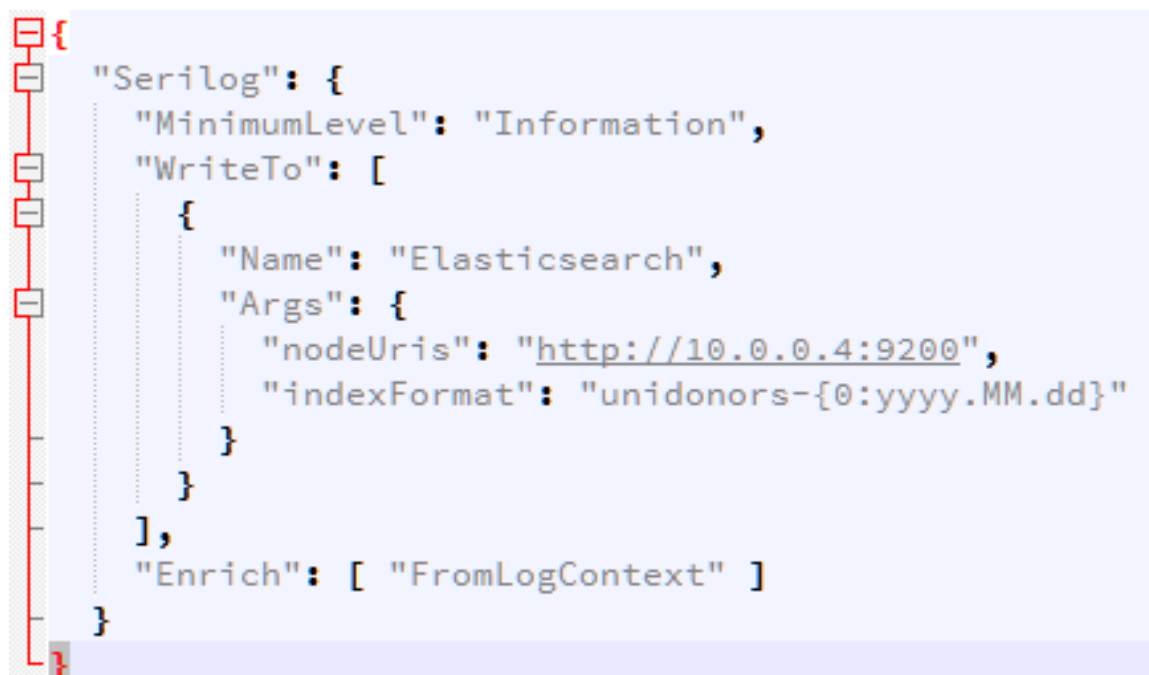 {
"Serilog": {
"MinimumLevel": "Information",
"WriteTo": [
{
"Name": "Elasticsearch",
"Args": {
"nodeUris": "http://10.0.0.4:9200",
"indexFormat": "unidonors-{0:yyyy.MM.dd}"
}
}
],
"Enrich": [ "FromLogContext" ]
}
}